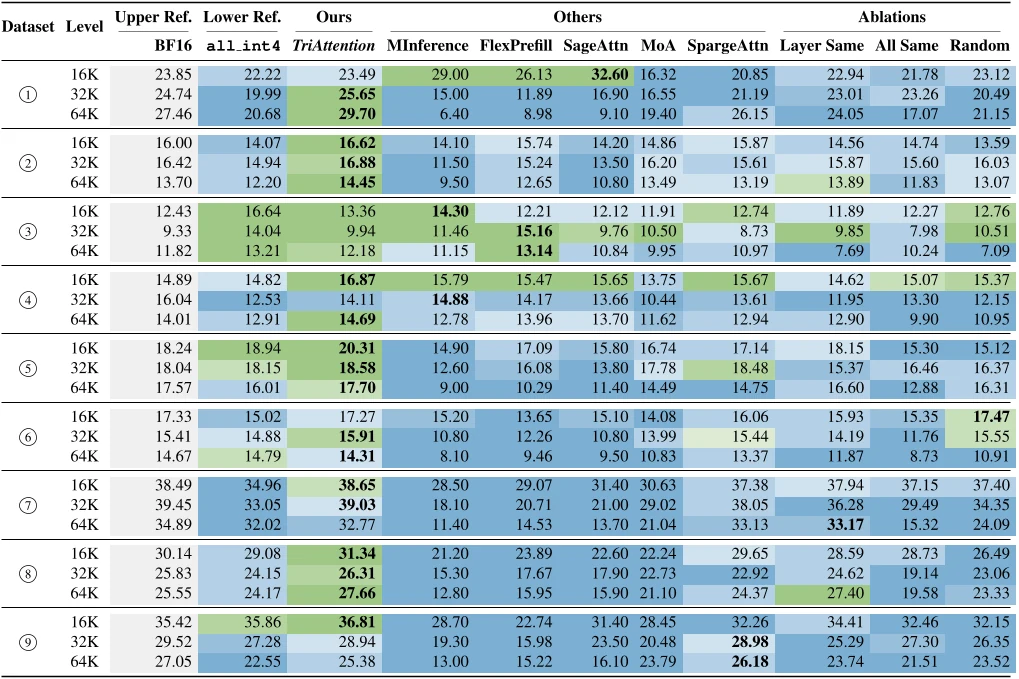 Dataset Level Upper Ref. Lower Ref. Ours Others Ablations
BF16 all_int4 TriAttention MInference FlexPrefill SageAttn MoA SpargeAttn Layer Same All Same Random
16K 23.85 22.22 23.49 29.00 26.13 32.60 16.32 20.85 22.94 21.78 23.12
① 32K 24.74 19.99 25.65 15.00 11.89 16.90 16.55 21.19 23.01 23.26 20.49
64K 27.46 20.68 29.70 6.40 8.98 9.10 19.40 26.15 24.05 17.07 21.15
16K 16.00 14.07 16.62 14.10 15.74 14.20 14.86 15.87 14.56 14.74 13.59
② 32K 16.42 14.94 16.88 11.50 15.24 13.50 16.20 15.61 15.87 15.60 16.03
64K 13.70 12.20 14.45 9.50 12.65 10.80 13.49 13.19 13.89 11.83 13.07
16K 12.43 16.64 13.36 14.30 12.21 12.12 11.91 12.74 11.89 12.27 12.76
③ 32K 9.33 14.04 9.94 11.46 15.16 9.76 10.50 8.73 9.85 7.98 10.51
64K 11.82 13.21 12.18 11.15 13.14 10.84 9.95 10.97 7.69 10.24 7.09
16K 14.89 14.82 16.87 15.79 15.47 15.65 13.75 15.67 14.62 15.07 15.37
④ 32K 16.04 12.53 14.11 14.88 14.17 13.66 10.44 13.61 11.95 13.30 12.15
64K 14.01 12.91 14.69 12.78 13.96 13.70 11.62 12.94 12.90 9.90 10.95
16K 18.24 18.94 20.31 14.90 17.09 15.80 16.74 17.14 18.15 15.30 15.12
⑤ 32K 18.04 18.15 18.58 12.60 16.08 13.80 17.78 18.48 15.37 16.46 16.37
64K 17.57 16.01 17.70 9.00 10.29 11.40 14.49 14.75 16.60 12.88 16.31
16K 17.33 15.02 17.27 15.20 13.65 15.10 14.08 16.06 15.93 15.35 17.47
⑥ 32K 15.41 14.88 15.91 10.80 12.26 10.80 13.99 15.44 14.19 11.76 15.55
64K 14.67 14.79 14.31 8.10 9.46 9.50 10.83 13.37 11.87 8.73 10.91
16K 38.49 34.96 38.65 28.50 29.07 31.40 30.63 37.38 37.94 37.15 37.40
⑦ 32K 39.45 33.05 39.03 18.10 20.71 21.00 29.02 38.05 36.28 29.49 34.35
64K 34.89 32.02 32.77 11.40 14.53 13.70 21.04 33.13 33.17 15.32 24.09
16K 30.14 29.08 31.34 21.20 23.89 22.60 22.24 29.65 28.59 28.73 26.49
⑧ 32K 25.83 24.15 26.31 15.30 17.67 17.90 22.73 22.92 24.62 19.14 23.06
64K 25.55 24.17 27.66 12.80 15.95 15.90 21.10 24.37 27.40 19.58 23.33
16K 35.42 35.86 36.81 28.70 22.74 31.40 28.45 32.26 34.41 32.46 32.15
⑨ 32K 29.52 27.28 28.94 19.30 15.98 23.50 20.48 28.98 25.29 27.30 26.35
64K 27.05 22.55 25.38 13.00 15.22 16.10 23.79 26.18 23.74 21.51 23.52